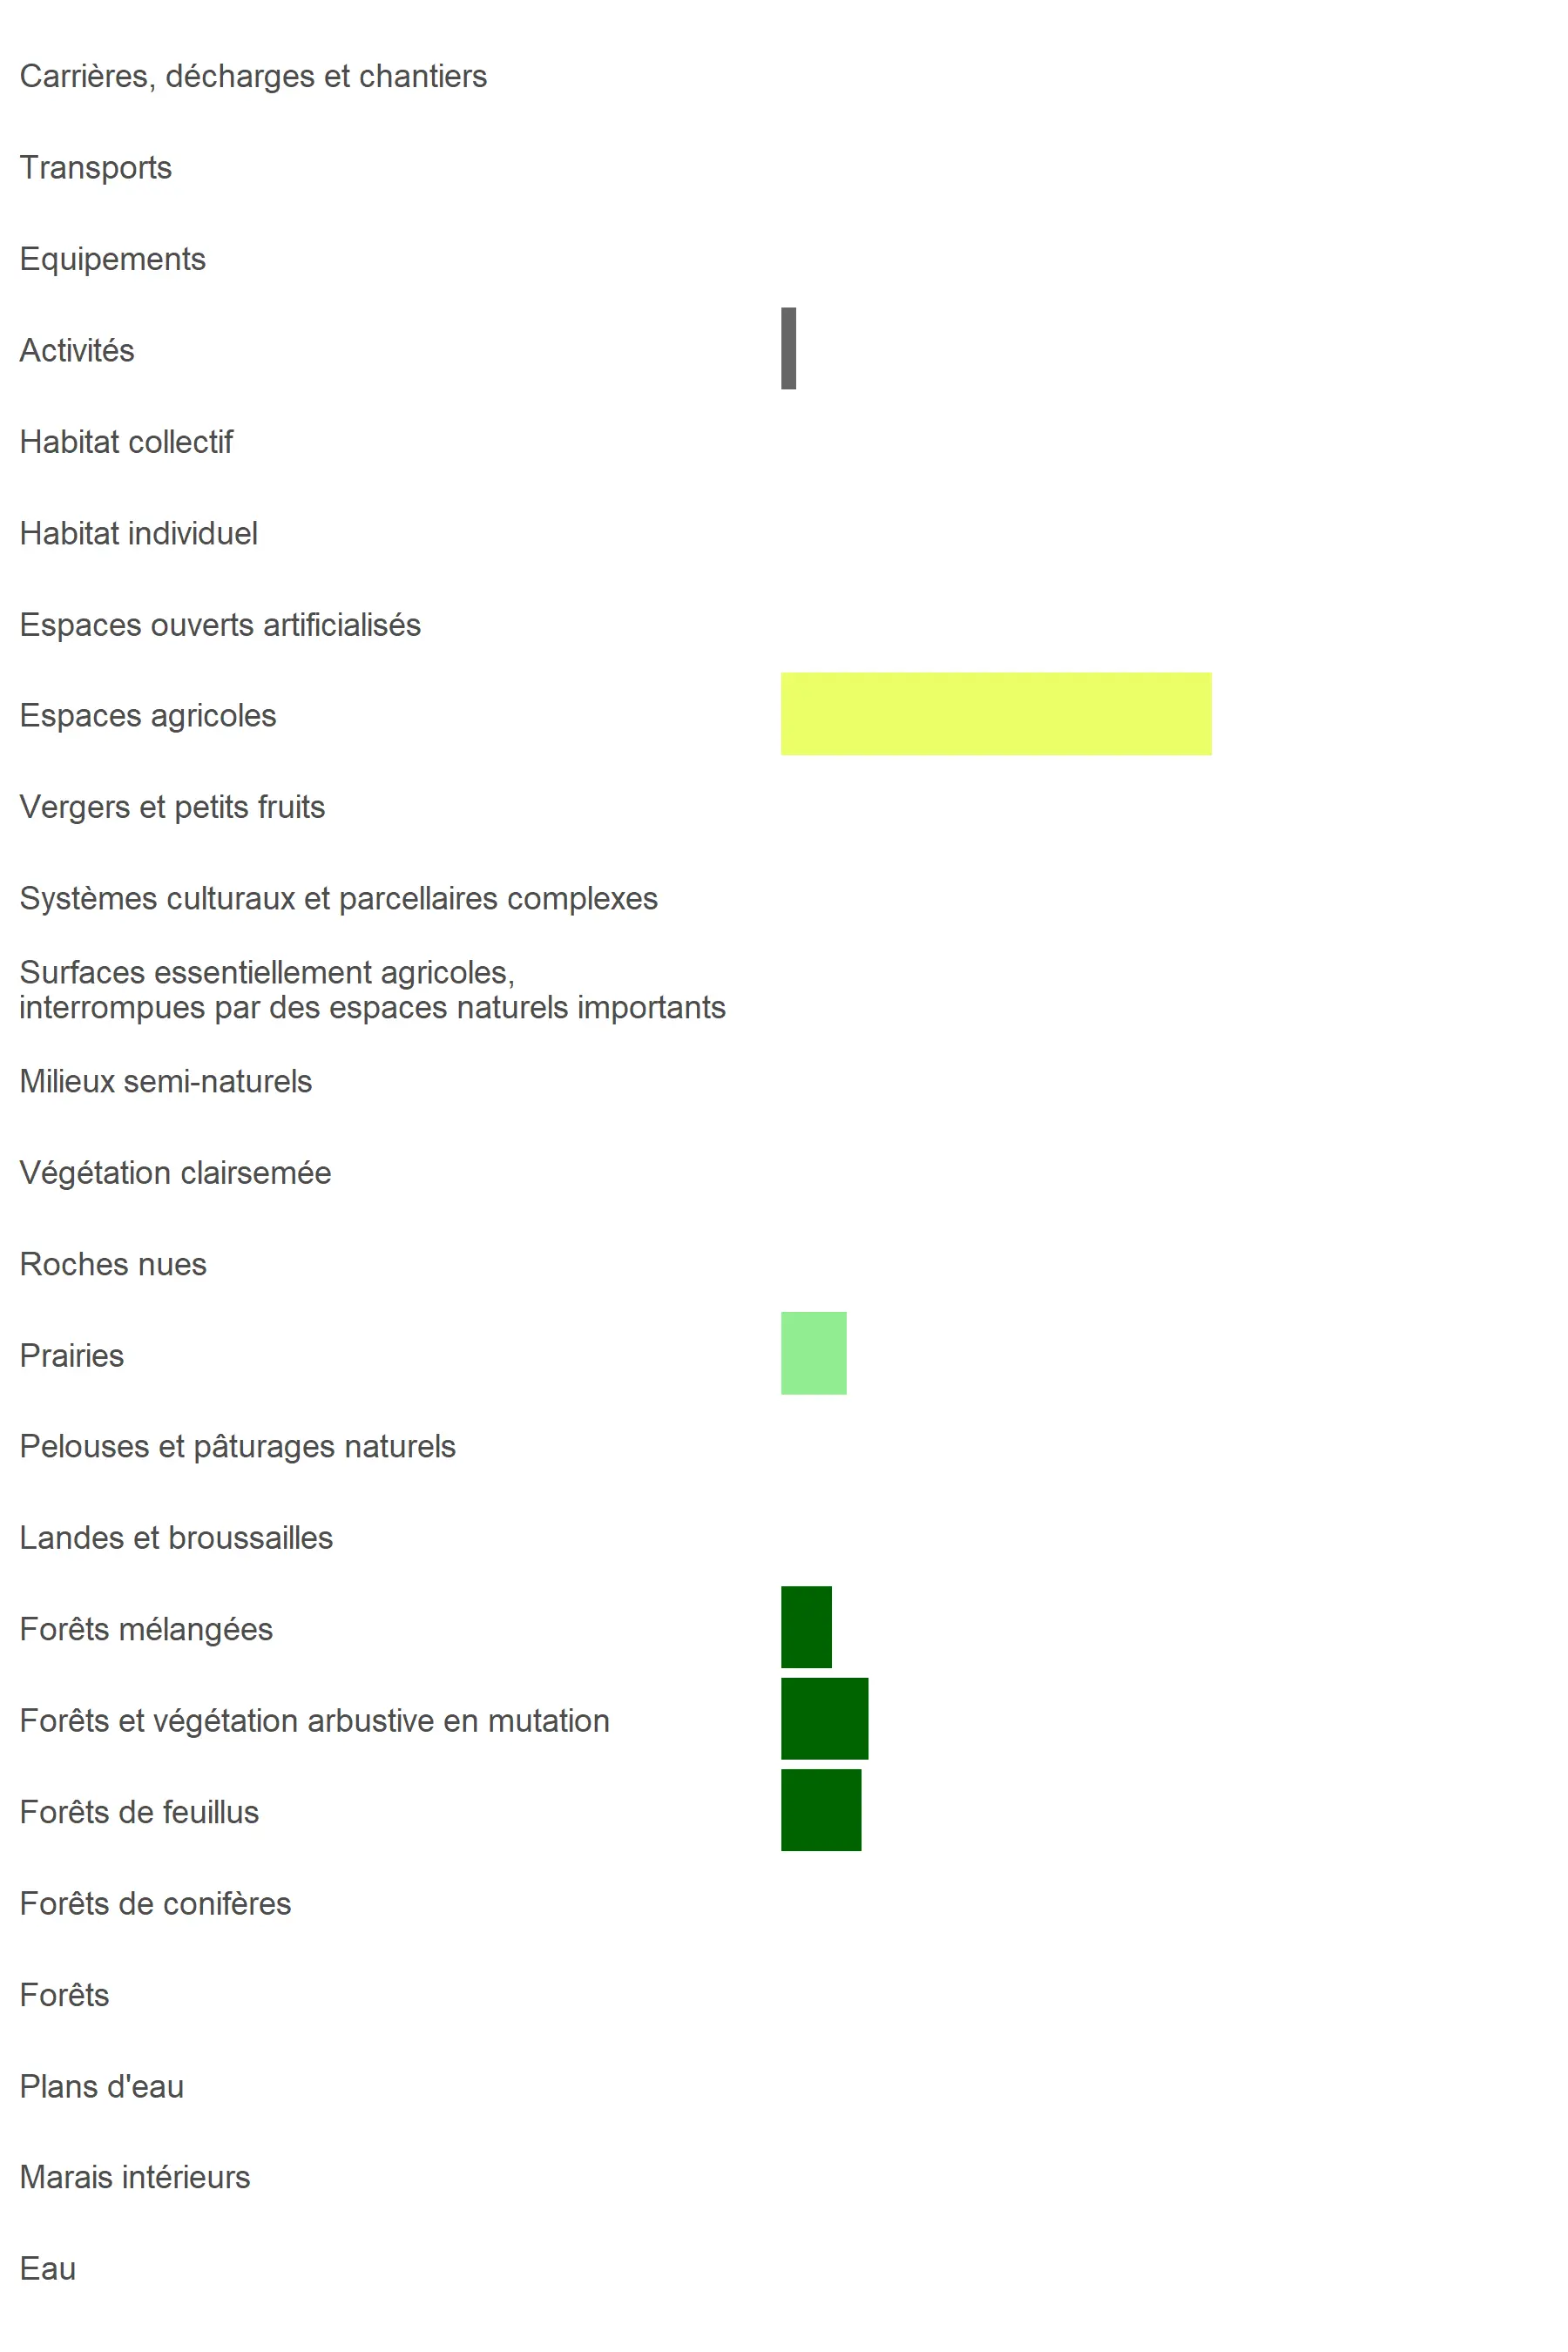 Carrières, décharges et chantiers
Transports
Equipements
Activités
Habitat collectif
Habitat individuel
Espaces ouverts artificialisés
Espaces agricoles
Vergers et petits fruits
Systèmes culturaux et parcellaires complexes
Surfaces essentiellement agricoles,
interrompues par des espaces naturels importants
Milieux semi-naturels
Végétation clairsemée
Roches nues
Prairies
Pelouses et pâturages naturels
Landes et broussailles
Forêts mélangées
Forêts et végétation arbustive en mutation
Forêts de feuillus
Forêts de conifères
Forêts
Plans d'eau
Marais intérieurs
Eau